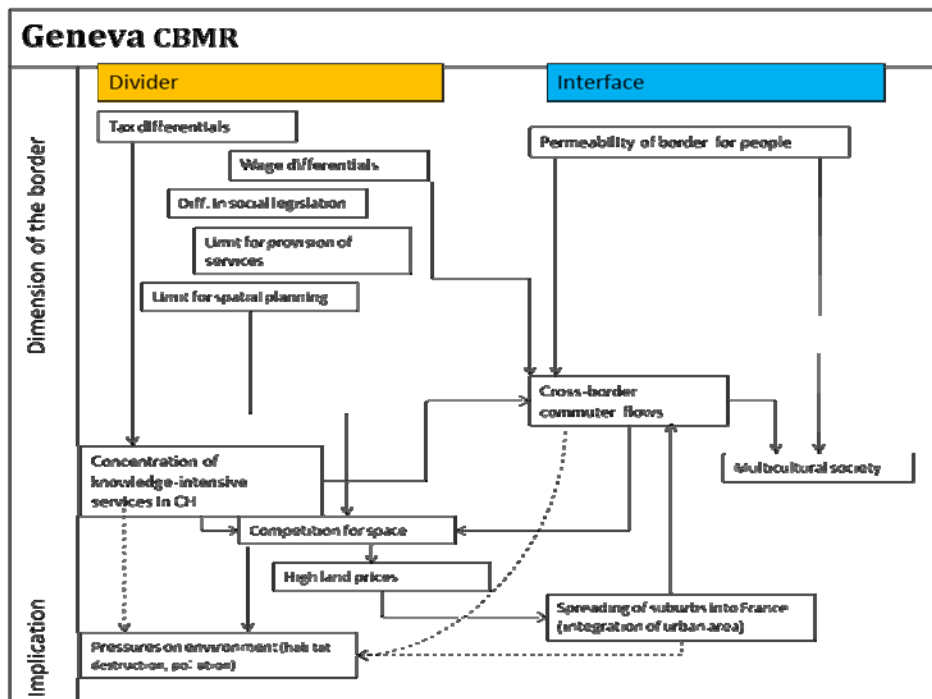 Geneva CBMR
Divider
Interface
Dimension of the border
Tax differentials
Permeability of border for people
Wage differentials
Diff. In social legislation
Limit for provision of
services
Limit for spatial planning
Cross-border
commuter flows
Concentration of
knowledge-intensive
services in CH
Multicultural society
Competition for space
High land prices
Implication
Spreading of suburbs into France
(integration of urban area)
Pressures on environment (habitat
destruction, pollution)